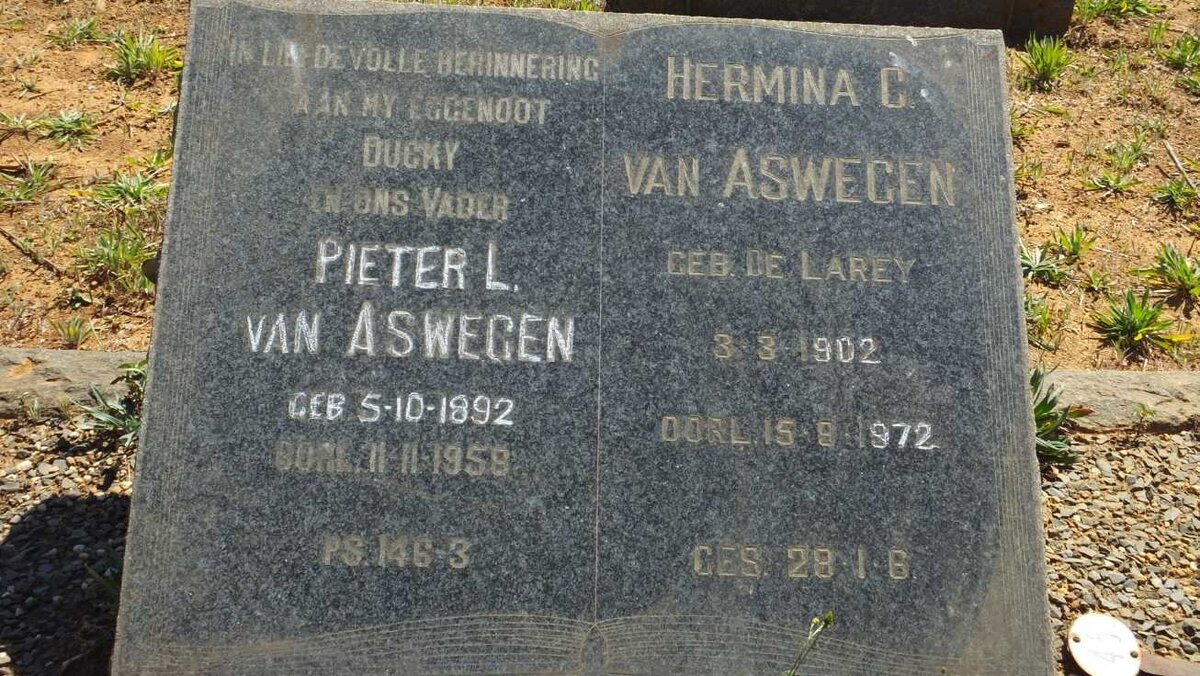 IN LIEFDEVOLLE HERINNERING
AAN MY EGGENOOT
DUCKY
EN ONS VADER
PIETER L.
VAN ASWEGEN
GEB 5-10-1892
OORL. 11-11-1958
PS. 146-3
HERMINA C.
VAN ASWEGEN
GEB. DE LAREY
3-3-1902
OORL. 15-8-1972
GES. 28-1-6